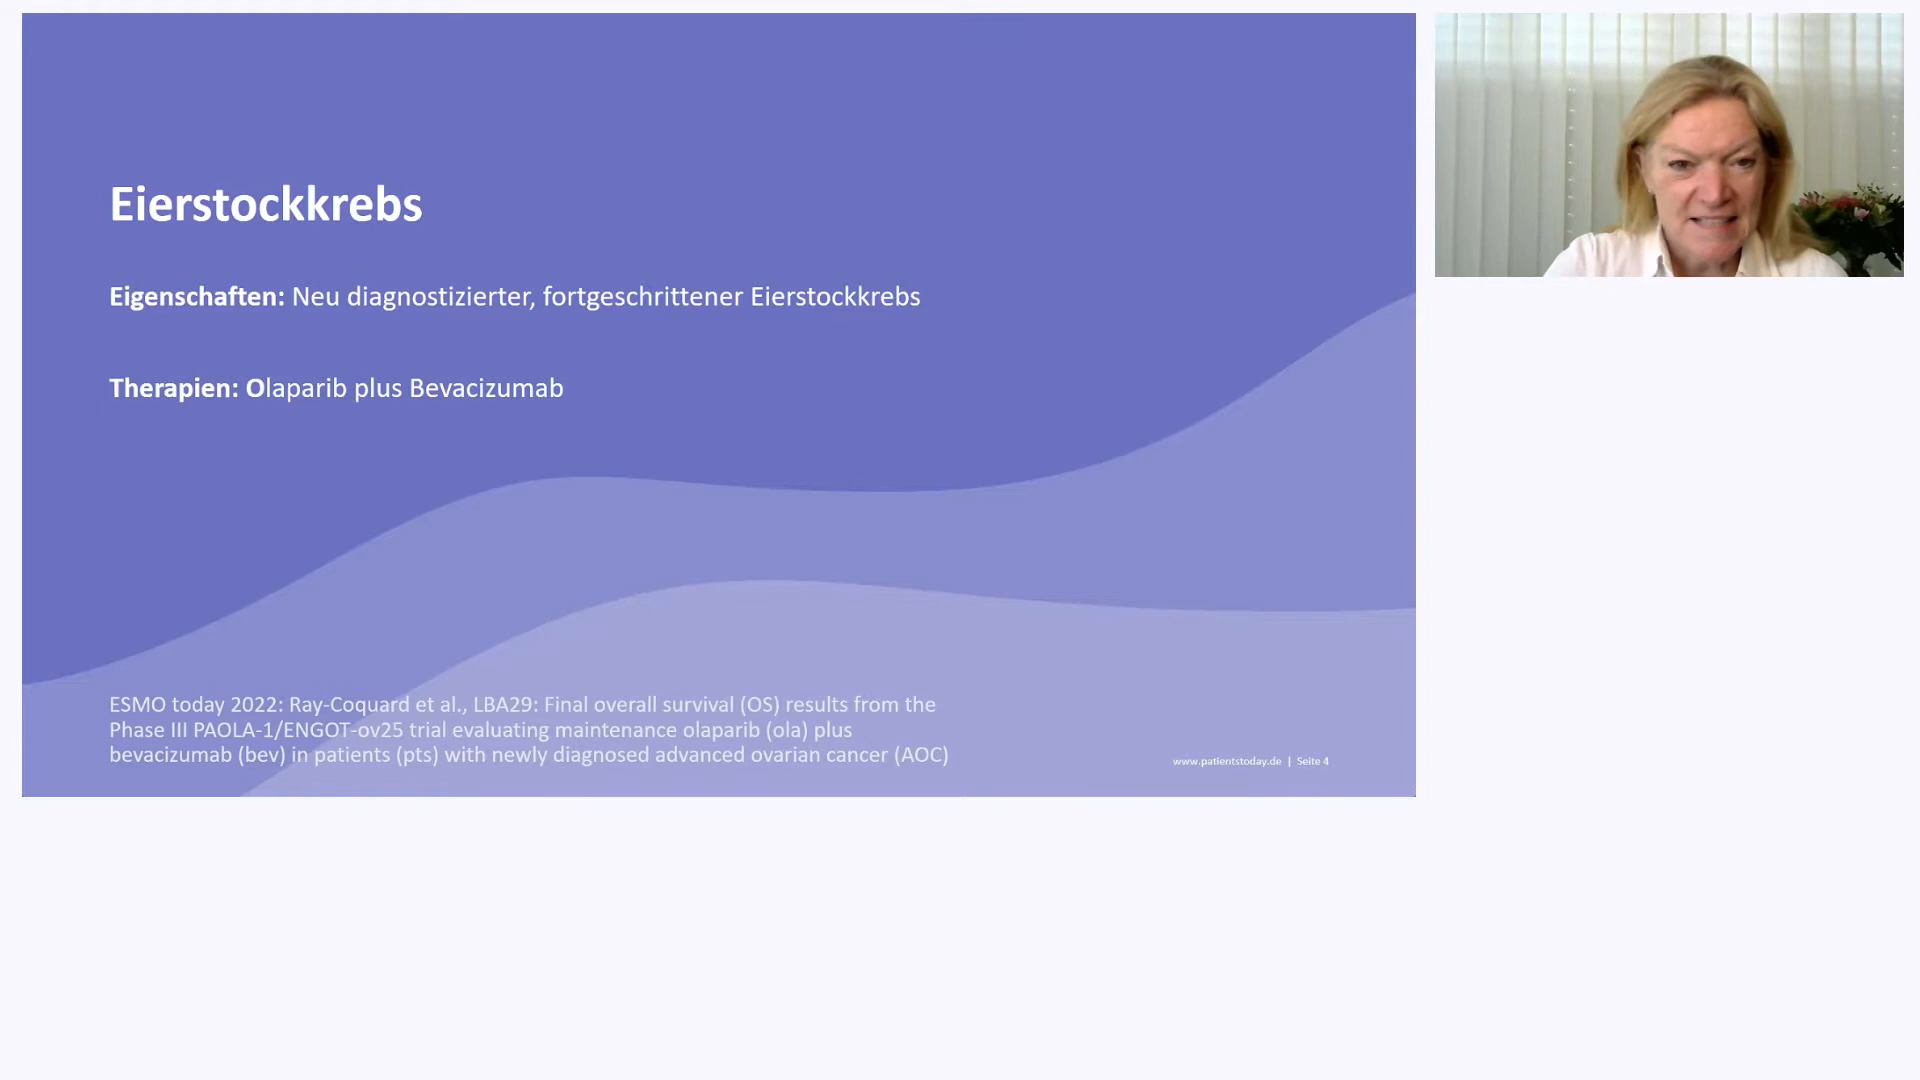 Eierstockkrebs
Eigenschaften: Neu diagnostizierter, fortgeschrittener Eierstockkrebs
Therapien: Olaparib plus Bevacizumab
ESMO today 2022: Ray-Coquard et al., LBA29: Final overall survival (OS) results from the
Phase III PAOLA-1/ENGOT-ov25 trial evaluating maintenance olaparib (ola) plus
bevacizumab (bev) in patients (pts) with newly diagnosed advanced ovarian cancer (AOC)
www.patientstoday.de | Seite 4